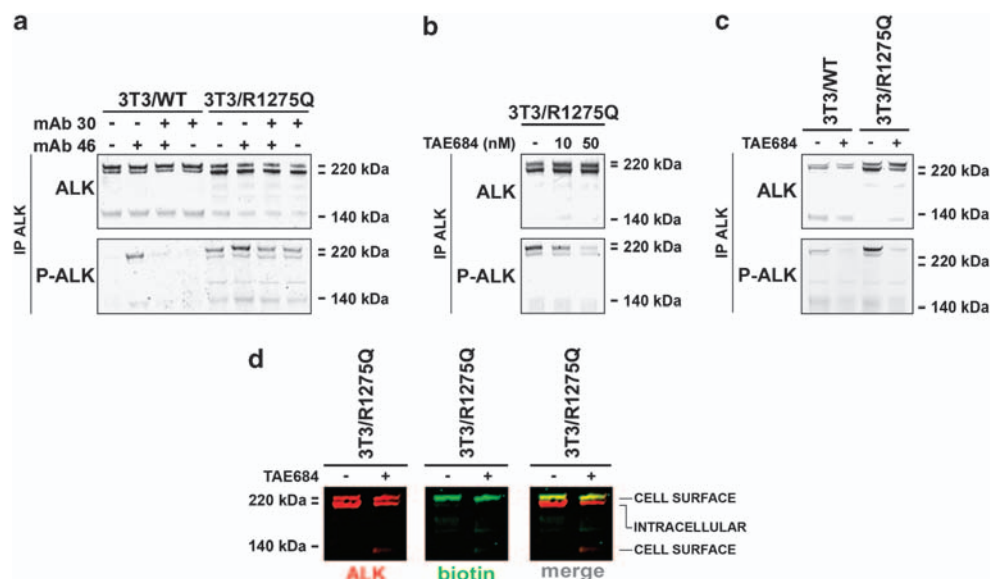 a
3T3/WT 3T3/R1275Q
mAb 30 - - + + - - + +
mAb 46 - + + - - + + -
IP ALK
ALK
= 220 kDa
– 140 kDa
P-ALK
= 220 kDa
– 140 kDa
b
3T3/R1275Q
TAE684 (nM) - 10 50
IP ALK
ALK
= 220 kDa
– 140 kDa
P-ALK
= 220 kDa
– 140 kDa
c
3T3/WT
3T3/R1275Q
TAE684 - + - +
IP ALK
ALK
= 220 kDa
– 140 kDa
P-ALK
= 220 kDa
– 140 kDa
d
3T3/R1275Q
3T3/R1275Q
3T3/R1275Q
TAE684 - + - + - +
220 kDa =
140 kDa –
CELL SURFACE
INTRACELLULAR
CELL SURFACE
ALK biotin merge